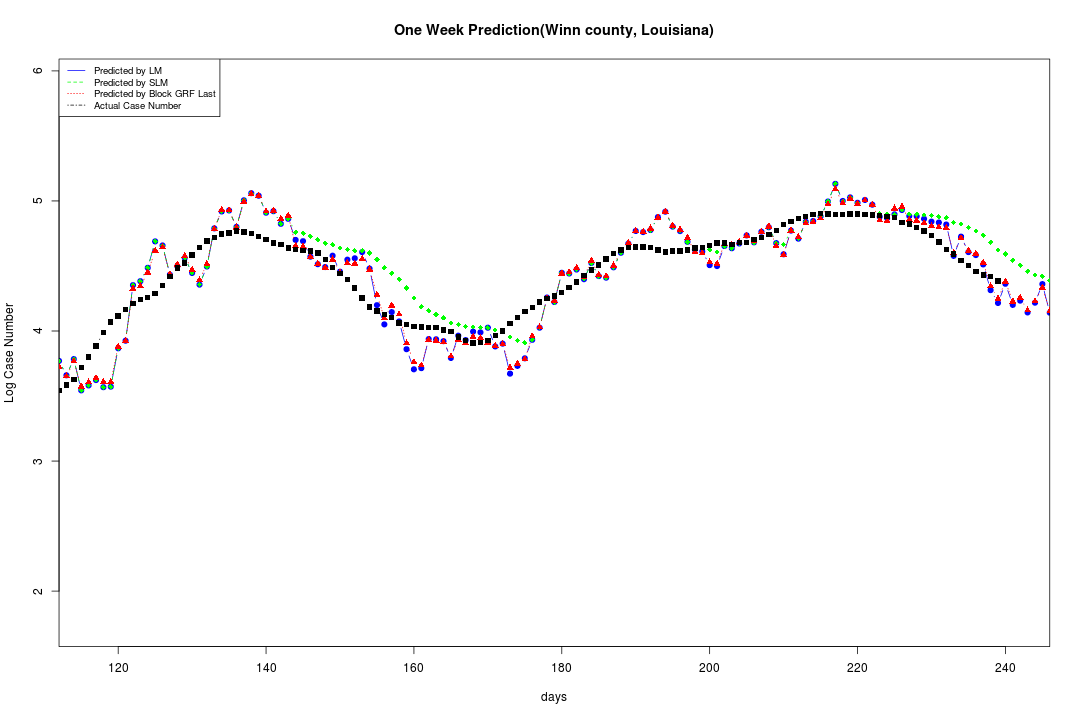 One Week Prediction(Winn county, Louisiana)
Predicted by LM
Predicted by SLM
Predicted by Block GRF Last
Actual Case Number
6
5
4
3
2
Log Case Number
120 140 160 180 200 220 240
days